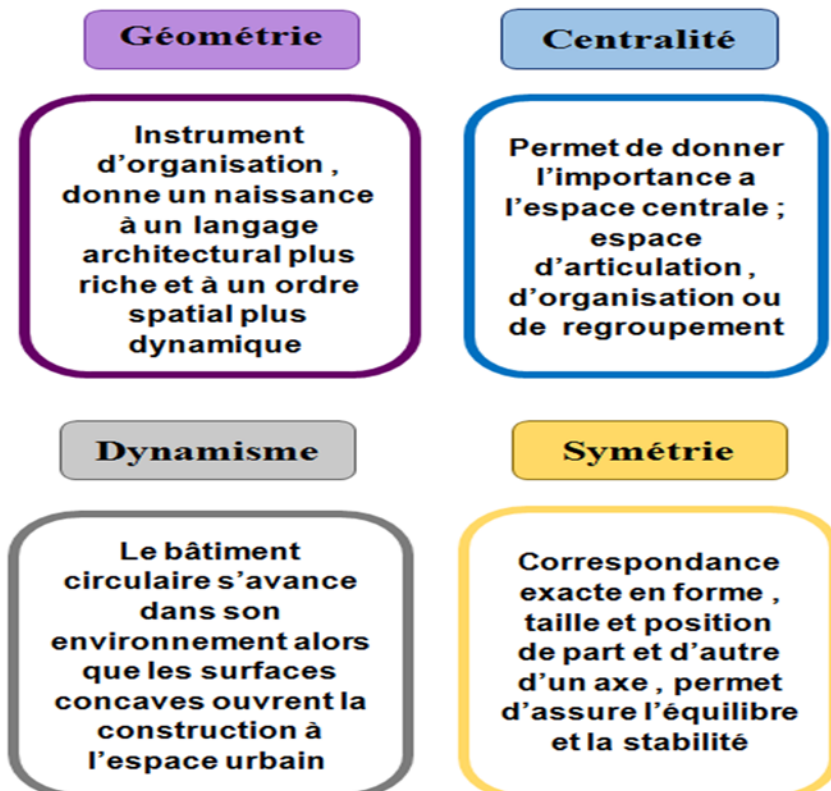 Géométrie
Instrument
d'organisation ,
donne un naissance
à un langage
architectural plus
riche et à un ordre
spatial plus
dynamique
Centralité
Permet de donner
l'importance a
l'espace centrale ;
espace
d'articulation ,
d'organisation ou
de regroupement
Dynamisme
Le bâtiment
circulaire s'avance
dans son
environnement alors
que les surfaces
concaves ouvrent la
construction à
l'espace urbain
Symétrie
Correspondance
exacte en forme ,
taille et position
de part et d'autre
d'un axe , permet
d'assure l'équilibre
et la stabilité